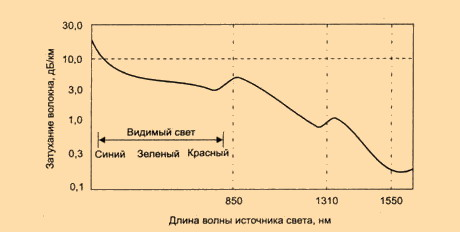 30,0
10,0
3,0
1,0
0,3
0,1
Затухание волокна, дБ/км
Видимый свет
Синий Зеленый Красный
850 1310 1550
Длина волны источника света, нм